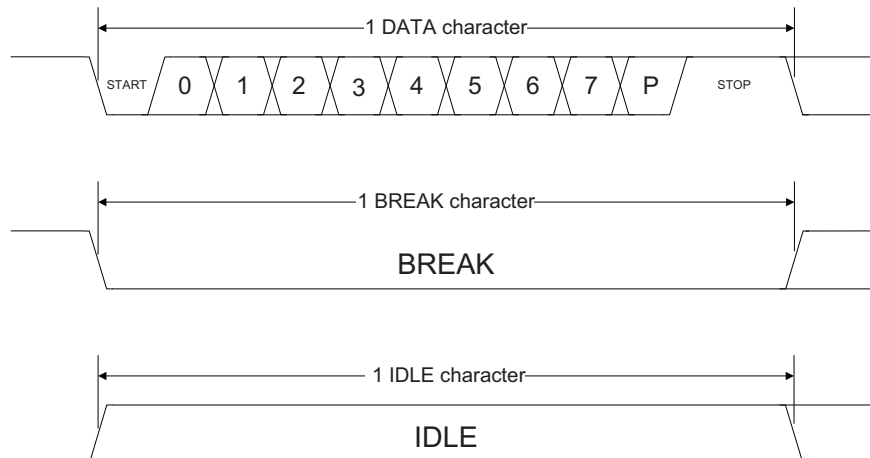 1 DATA character
START 0 1 2 3 4 5 6 7 P STOP
1 BREAK character
BREAK
1 IDLE character
IDLE